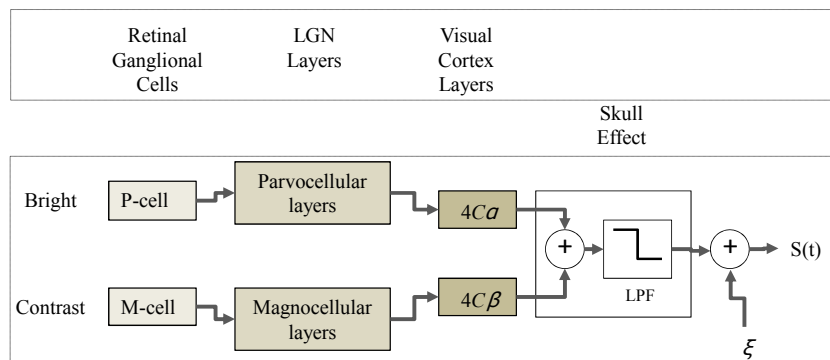 Retinal
Ganglional
Cells
LGN
Layers
Visual
Cortex
Layers
Skull
Effect
Bright
P-cell
Parvocellular
layers
4Cα
+
LPF
+
S(t)
Contrast
M-cell
Magnocellular
layers
4Cβ
ξ